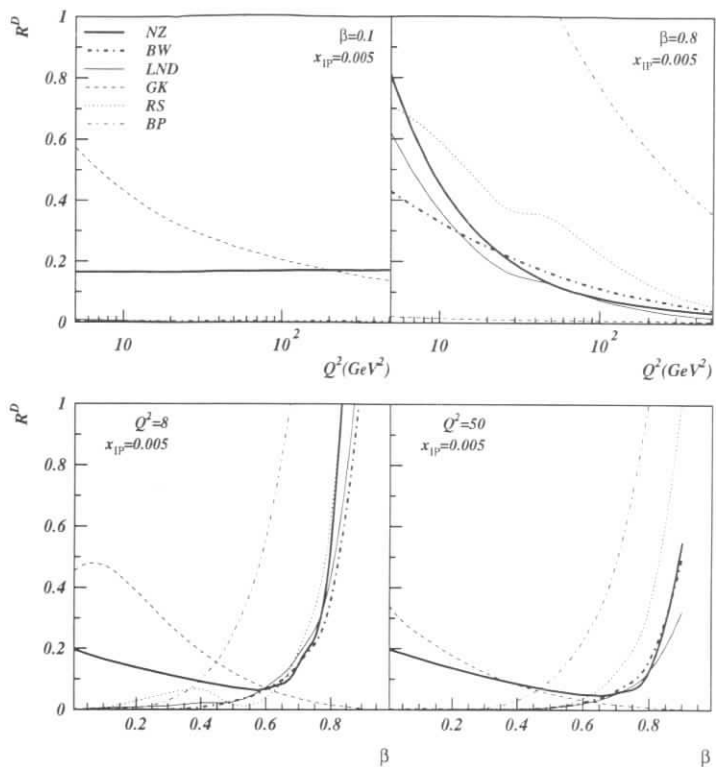 R^D
1
0.8
0.6
0.4
0.2
0
NZ
BW
LND
GK
RS
BP
β=0.1
x_IP=0.005
β=0.8
x_IP=0.005
10
10^2
10
10^2
Q^2(GeV^2)
Q^2(GeV^2)
R^D
1
0.8
0.6
0.4
0.2
0
Q^2=8
x_IP=0.005
Q^2=50
x_IP=0.005
0.2
0.4
0.6
0.8
0.2
0.4
0.6
0.8
β
β